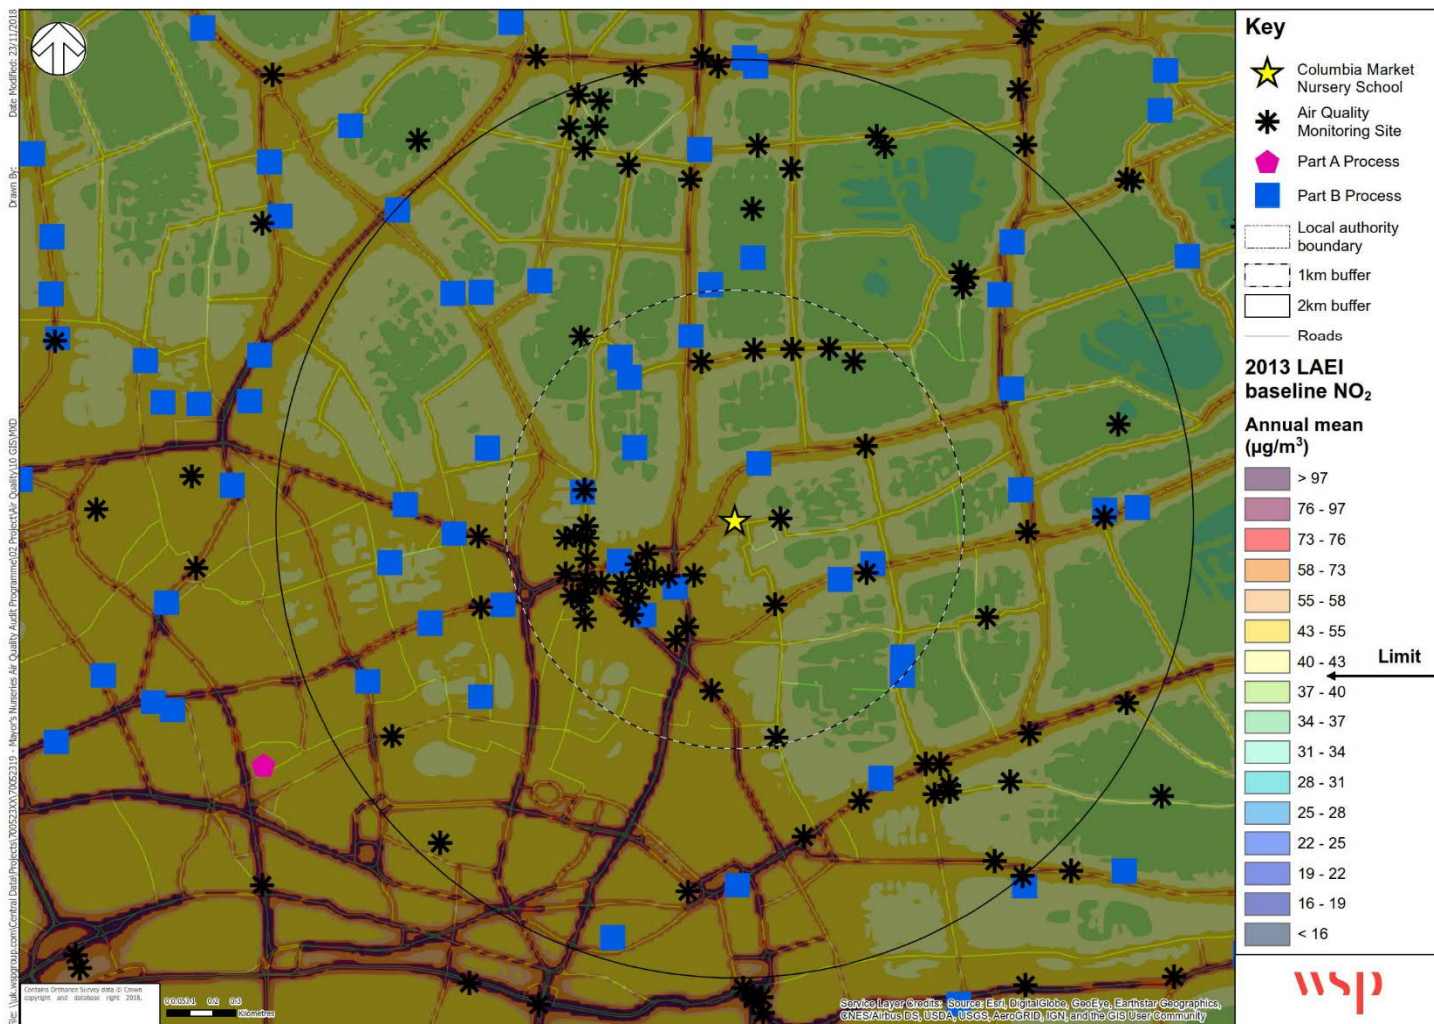 Key
Columbia Market
Nursery School
Air Quality
Monitoring Site
Part A Process
Part B Process
Local authority
boundary
1km buffer
2km buffer
Roads
2013 LAEI
baseline NO₂
Annual mean
(µg/m³)
> 97
76 - 97
73 - 76
58 - 73
55 - 58
43 - 55
40 - 43
Limit
37 - 40
34 - 37
31 - 34
28 - 31
25 - 28
22 - 25
19 - 22
16 - 19
< 16
wsp
Date Modified: 23/11/2018
Drawn By:
Contains Ordnance Survey data © Crown
copyright and database right 2018.
Kilometres
Service Layer Credits: Source: Esri, DigitalGlobe, GeoEye, Earthstar Geographics,
CNES/Airbus DS, USDA, USGS, AeroGRID, IGN, and the GIS User Community